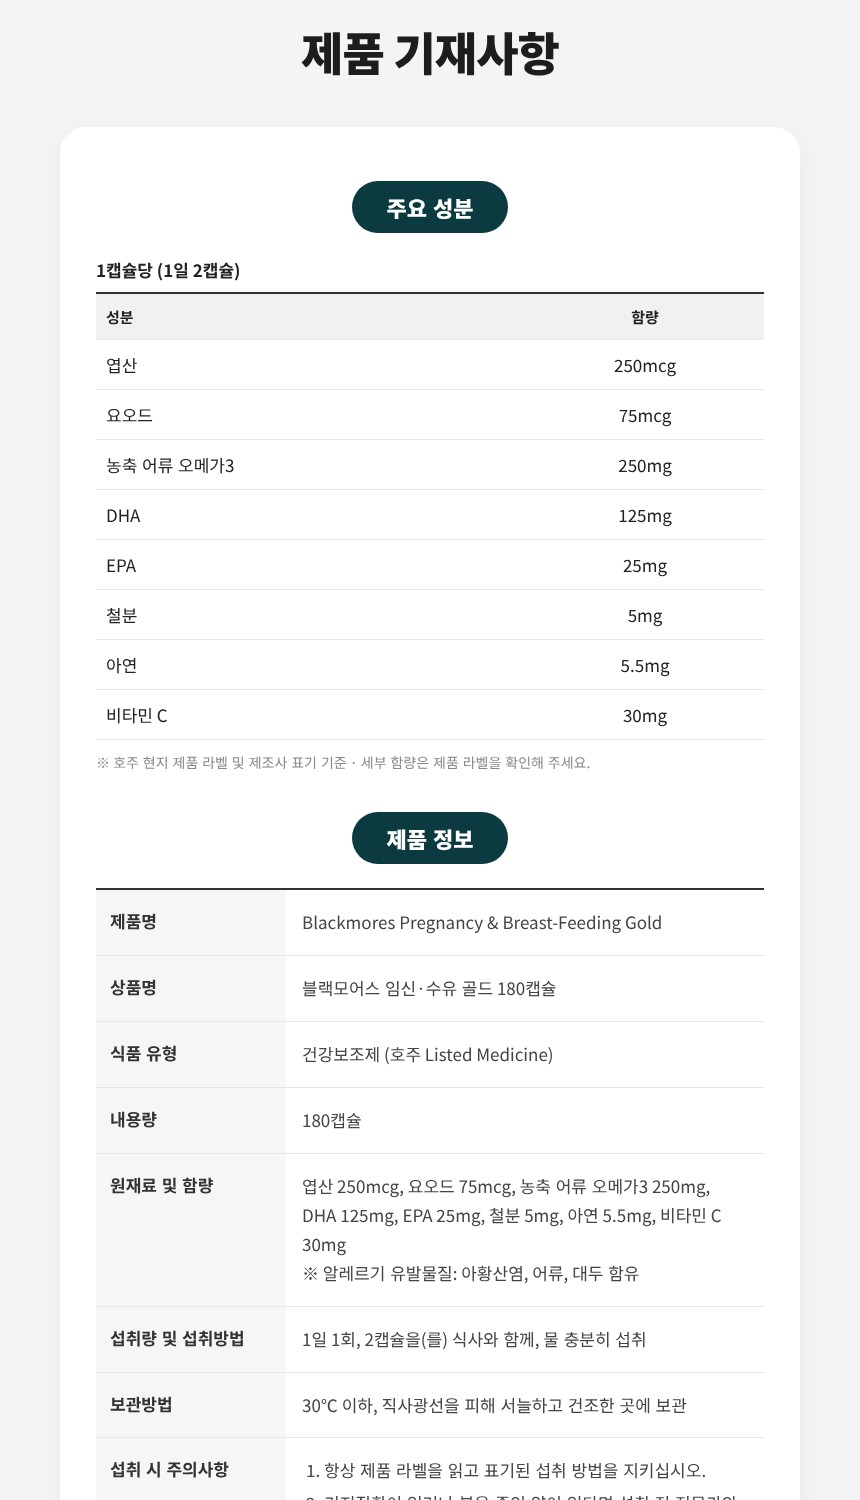 제품 기재사항
주요 성분
1캡슐당 (1일 2캡슐)
성분 함량
엽산 250mcg
요오드 75mcg
농축 어류 오메가3 250mg
DHA 125mg
EPA 25mg
철분 5mg
아연 5.5mg
비타민 C 30mg
※ 호주 현지 제품 라벨 및 제조사 표기 기준 · 세부 함량은 제품 라벨을 확인해 주세요.
제품 정보
제품명 Blackmores Pregnancy & Breast-Feeding Gold
상품명 블랙모어스 임신·수유 골드 180캡슐
식품 유형 건강보조제 (호주 Listed Medicine)
내용량 180캡슐
원재료 및 함량 엽산 250mcg, 요오드 75mcg, 농축 어류 오메가3 250mg,
DHA 125mg, EPA 25mg, 철분 5mg, 아연 5.5mg, 비타민 C
30mg
※ 알레르기 유발물질: 아황산염, 어류, 대두 함유
섭취량 및 섭취방법 1일 1회, 2캡슐을(를) 식사와 함께, 물 충분히 섭취
보관방법 30℃ 이하, 직사광선을 피해 서늘하고 건조한 곳에 보관
섭취 시 주의사항 1. 항상 제품 라벨을 읽고 표기된 섭취 방법을 지키십시오.